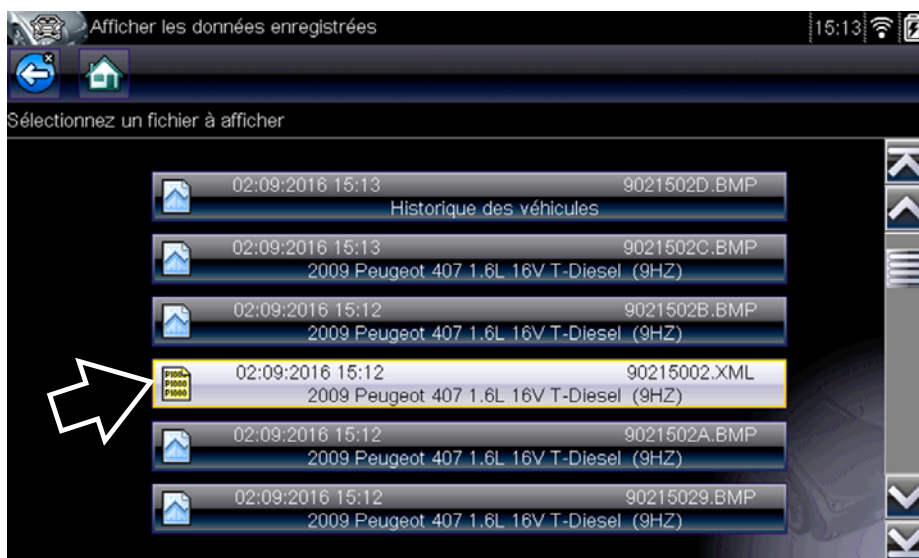 Afficher les données enregistrées
15:13
Sélectionnez un fichier à afficher
02:09:2016 15:13 9021502D.BMP
Historique des véhicules
02:09:2016 15:13 9021502C.BMP
2009 Peugeot 407 1.6L 16V T-Diesel (9HZ)
02:09:2016 15:12 9021502B.BMP
2009 Peugeot 407 1.6L 16V T-Diesel (9HZ)
02:09:2016 15:12 90215002.XML
2009 Peugeot 407 1.6L 16V T-Diesel (9HZ)
02:09:2016 15:12 9021502A.BMP
2009 Peugeot 407 1.6L 16V T-Diesel (9HZ)
02:09:2016 15:12 90215029.BMP
2009 Peugeot 407 1.6L 16V T-Diesel (9HZ)